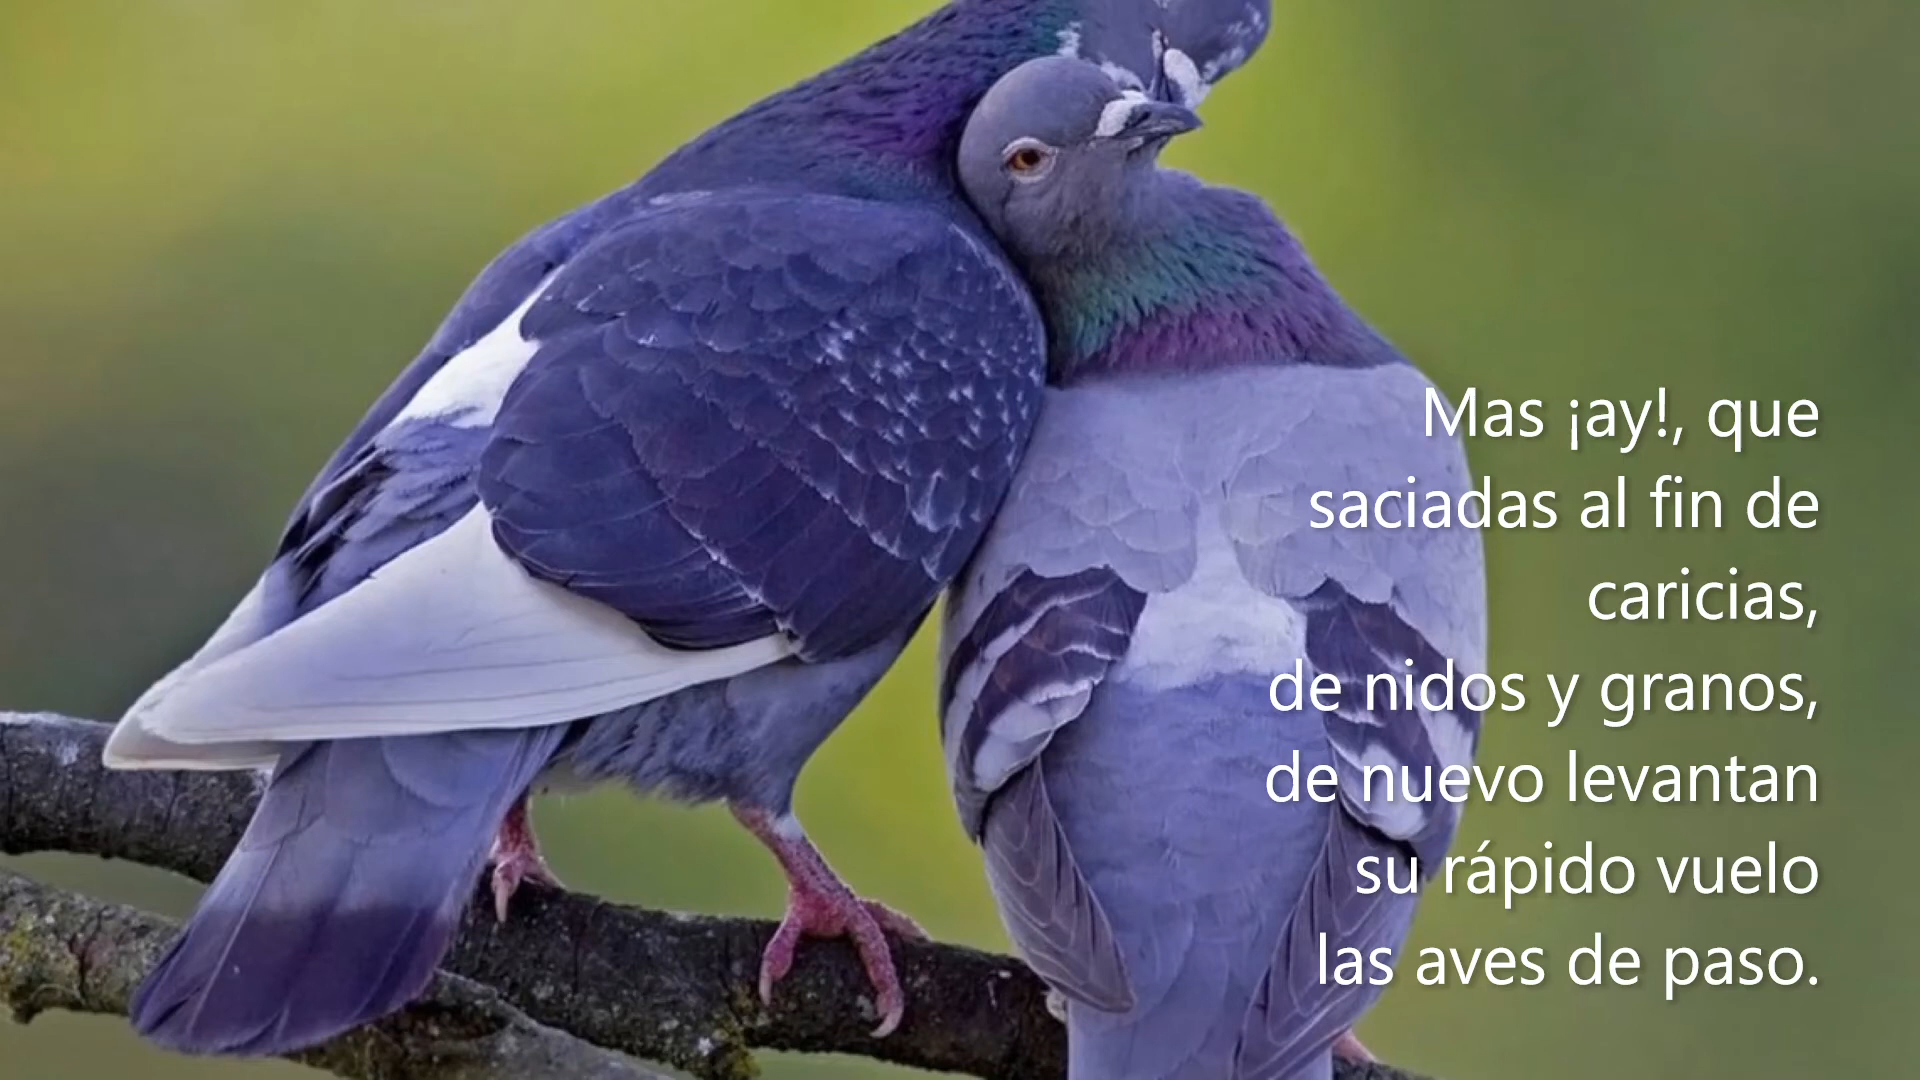 Mas ¡ay!, que
saciadas al fin de
caricias,
de nidos y granos,
de nuevo levantan
su rápido vuelo
las aves de paso.